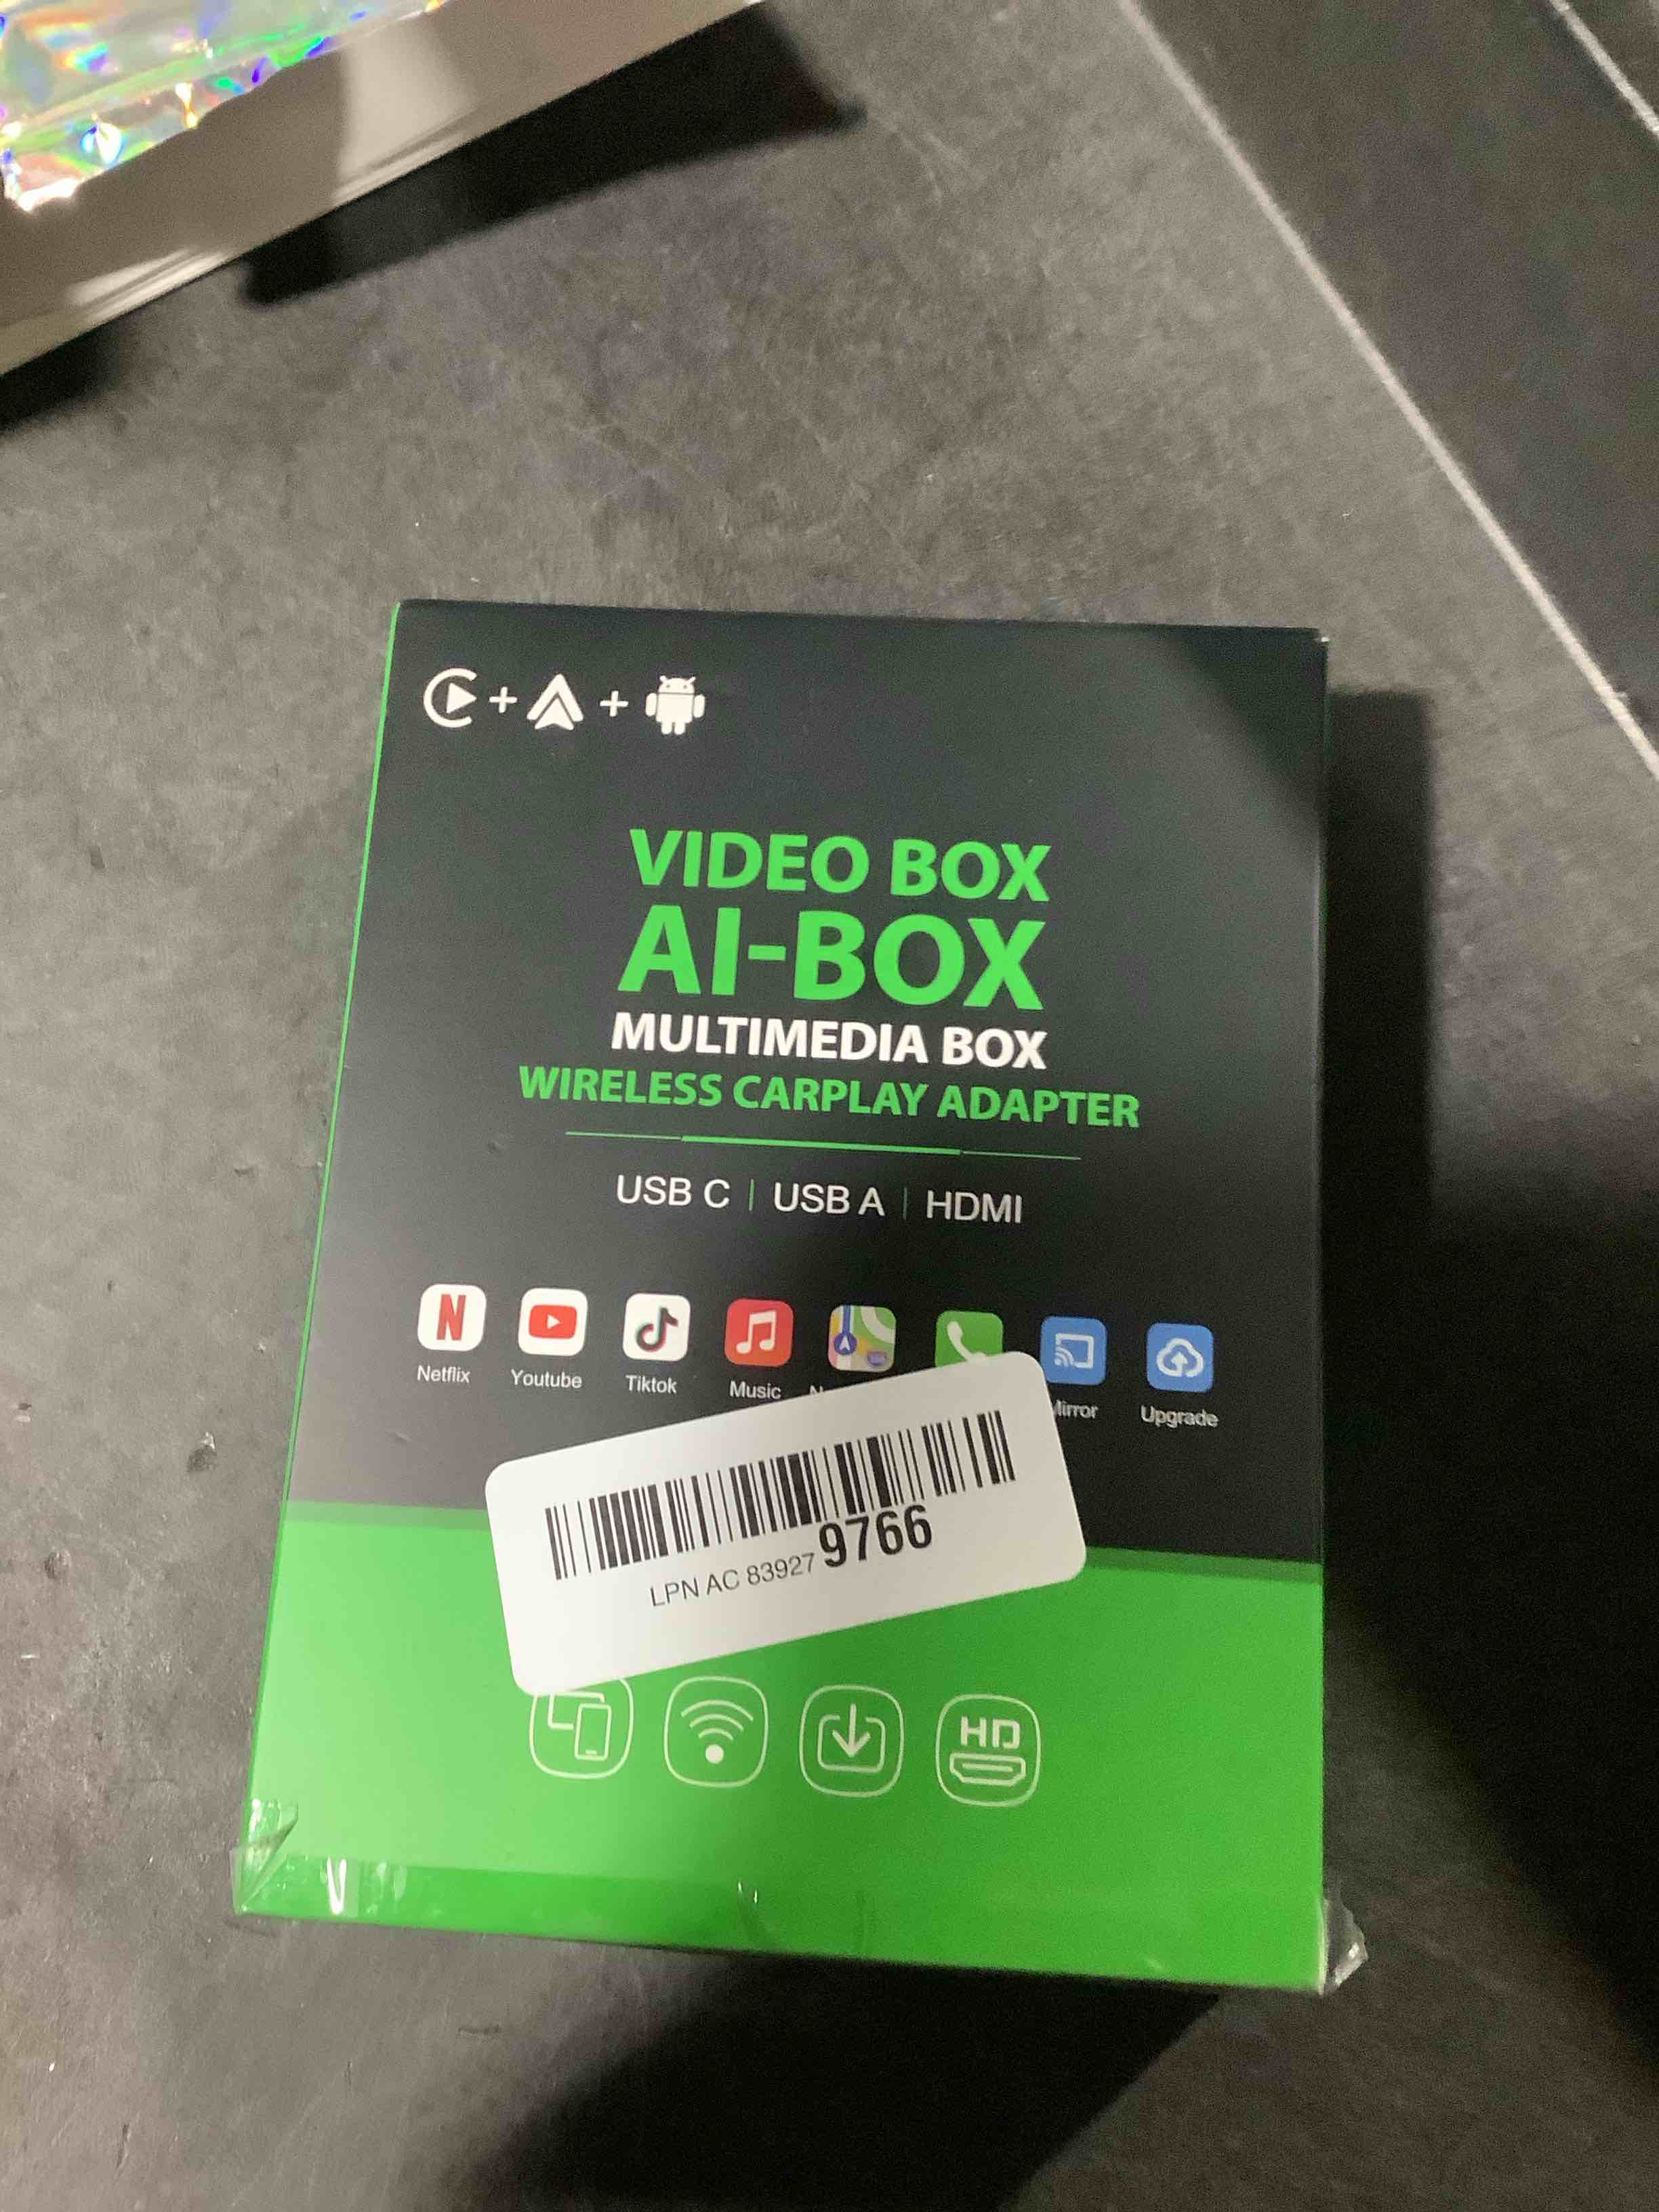 VIDEO BOX
AI-BOX
MULTIMEDIA BOX
WIRELESS CARPLAY ADAPTER
USB C | USB A | HDMI
Netflix Youtube Tiktok Music Mirror Upgrade
LPN AC 83927 9766
HD